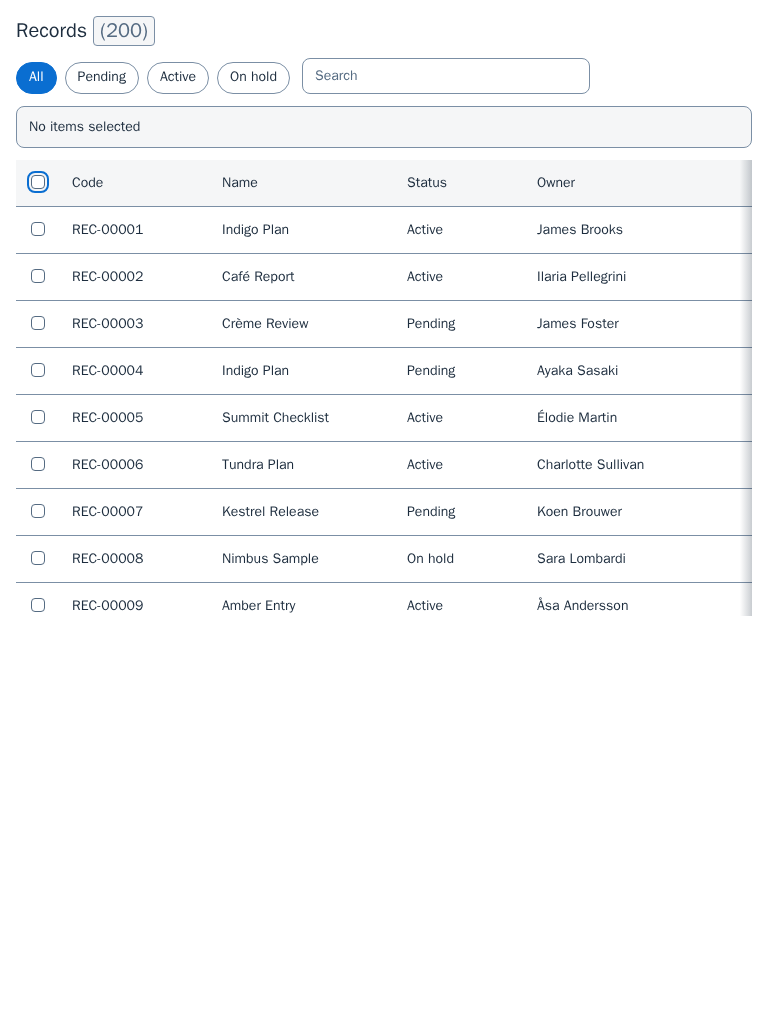 Records (200)
All Pending Active On hold Search
No items selected
Code Name Status Owner
REC-00001 Indigo Plan Active James Brooks
REC-00002 Café Report Active Ilaria Pellegrini
REC-00003 Crème Review Pending James Foster
REC-00004 Indigo Plan Pending Ayaka Sasaki
REC-00005 Summit Checklist Active Élodie Martin
REC-00006 Tundra Plan Active Charlotte Sullivan
REC-00007 Kestrel Release Pending Koen Brouwer
REC-00008 Nimbus Sample On hold Sara Lombardi
REC-00009 Amber Entry Active Åsa Andersson